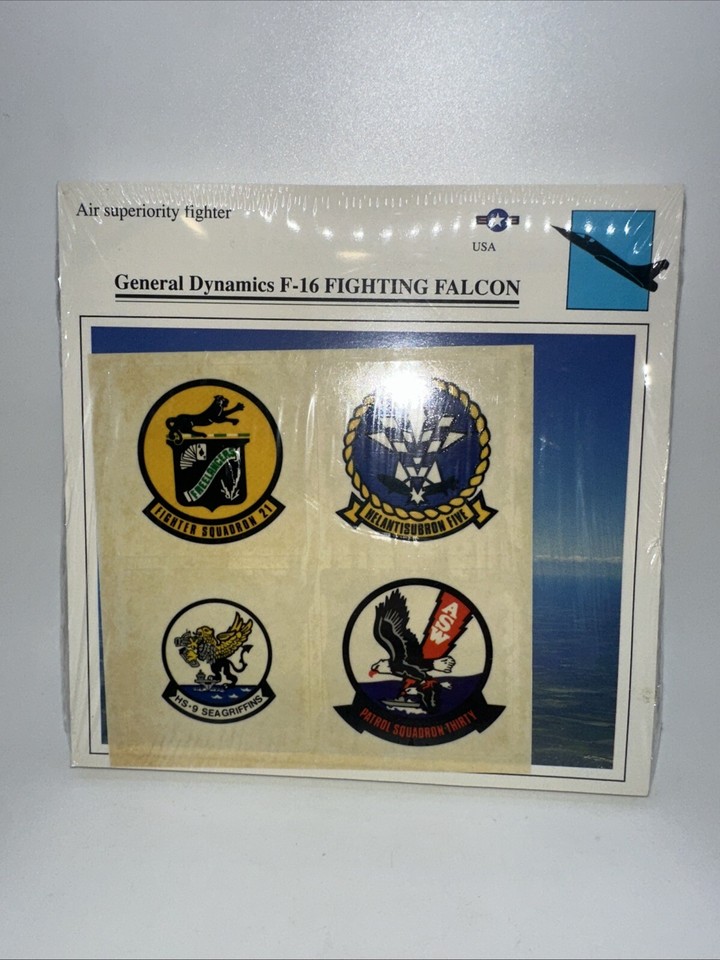 Air superiority fighter
USA
General Dynamics F-16 FIGHTING FALCON
FREELANCERS
FIGHTER SQUADRON 21
HELANTISUBRON FIVE
HS-9 SEAGRIFFINS
ASW
PATROL SQUADRON THIRTY